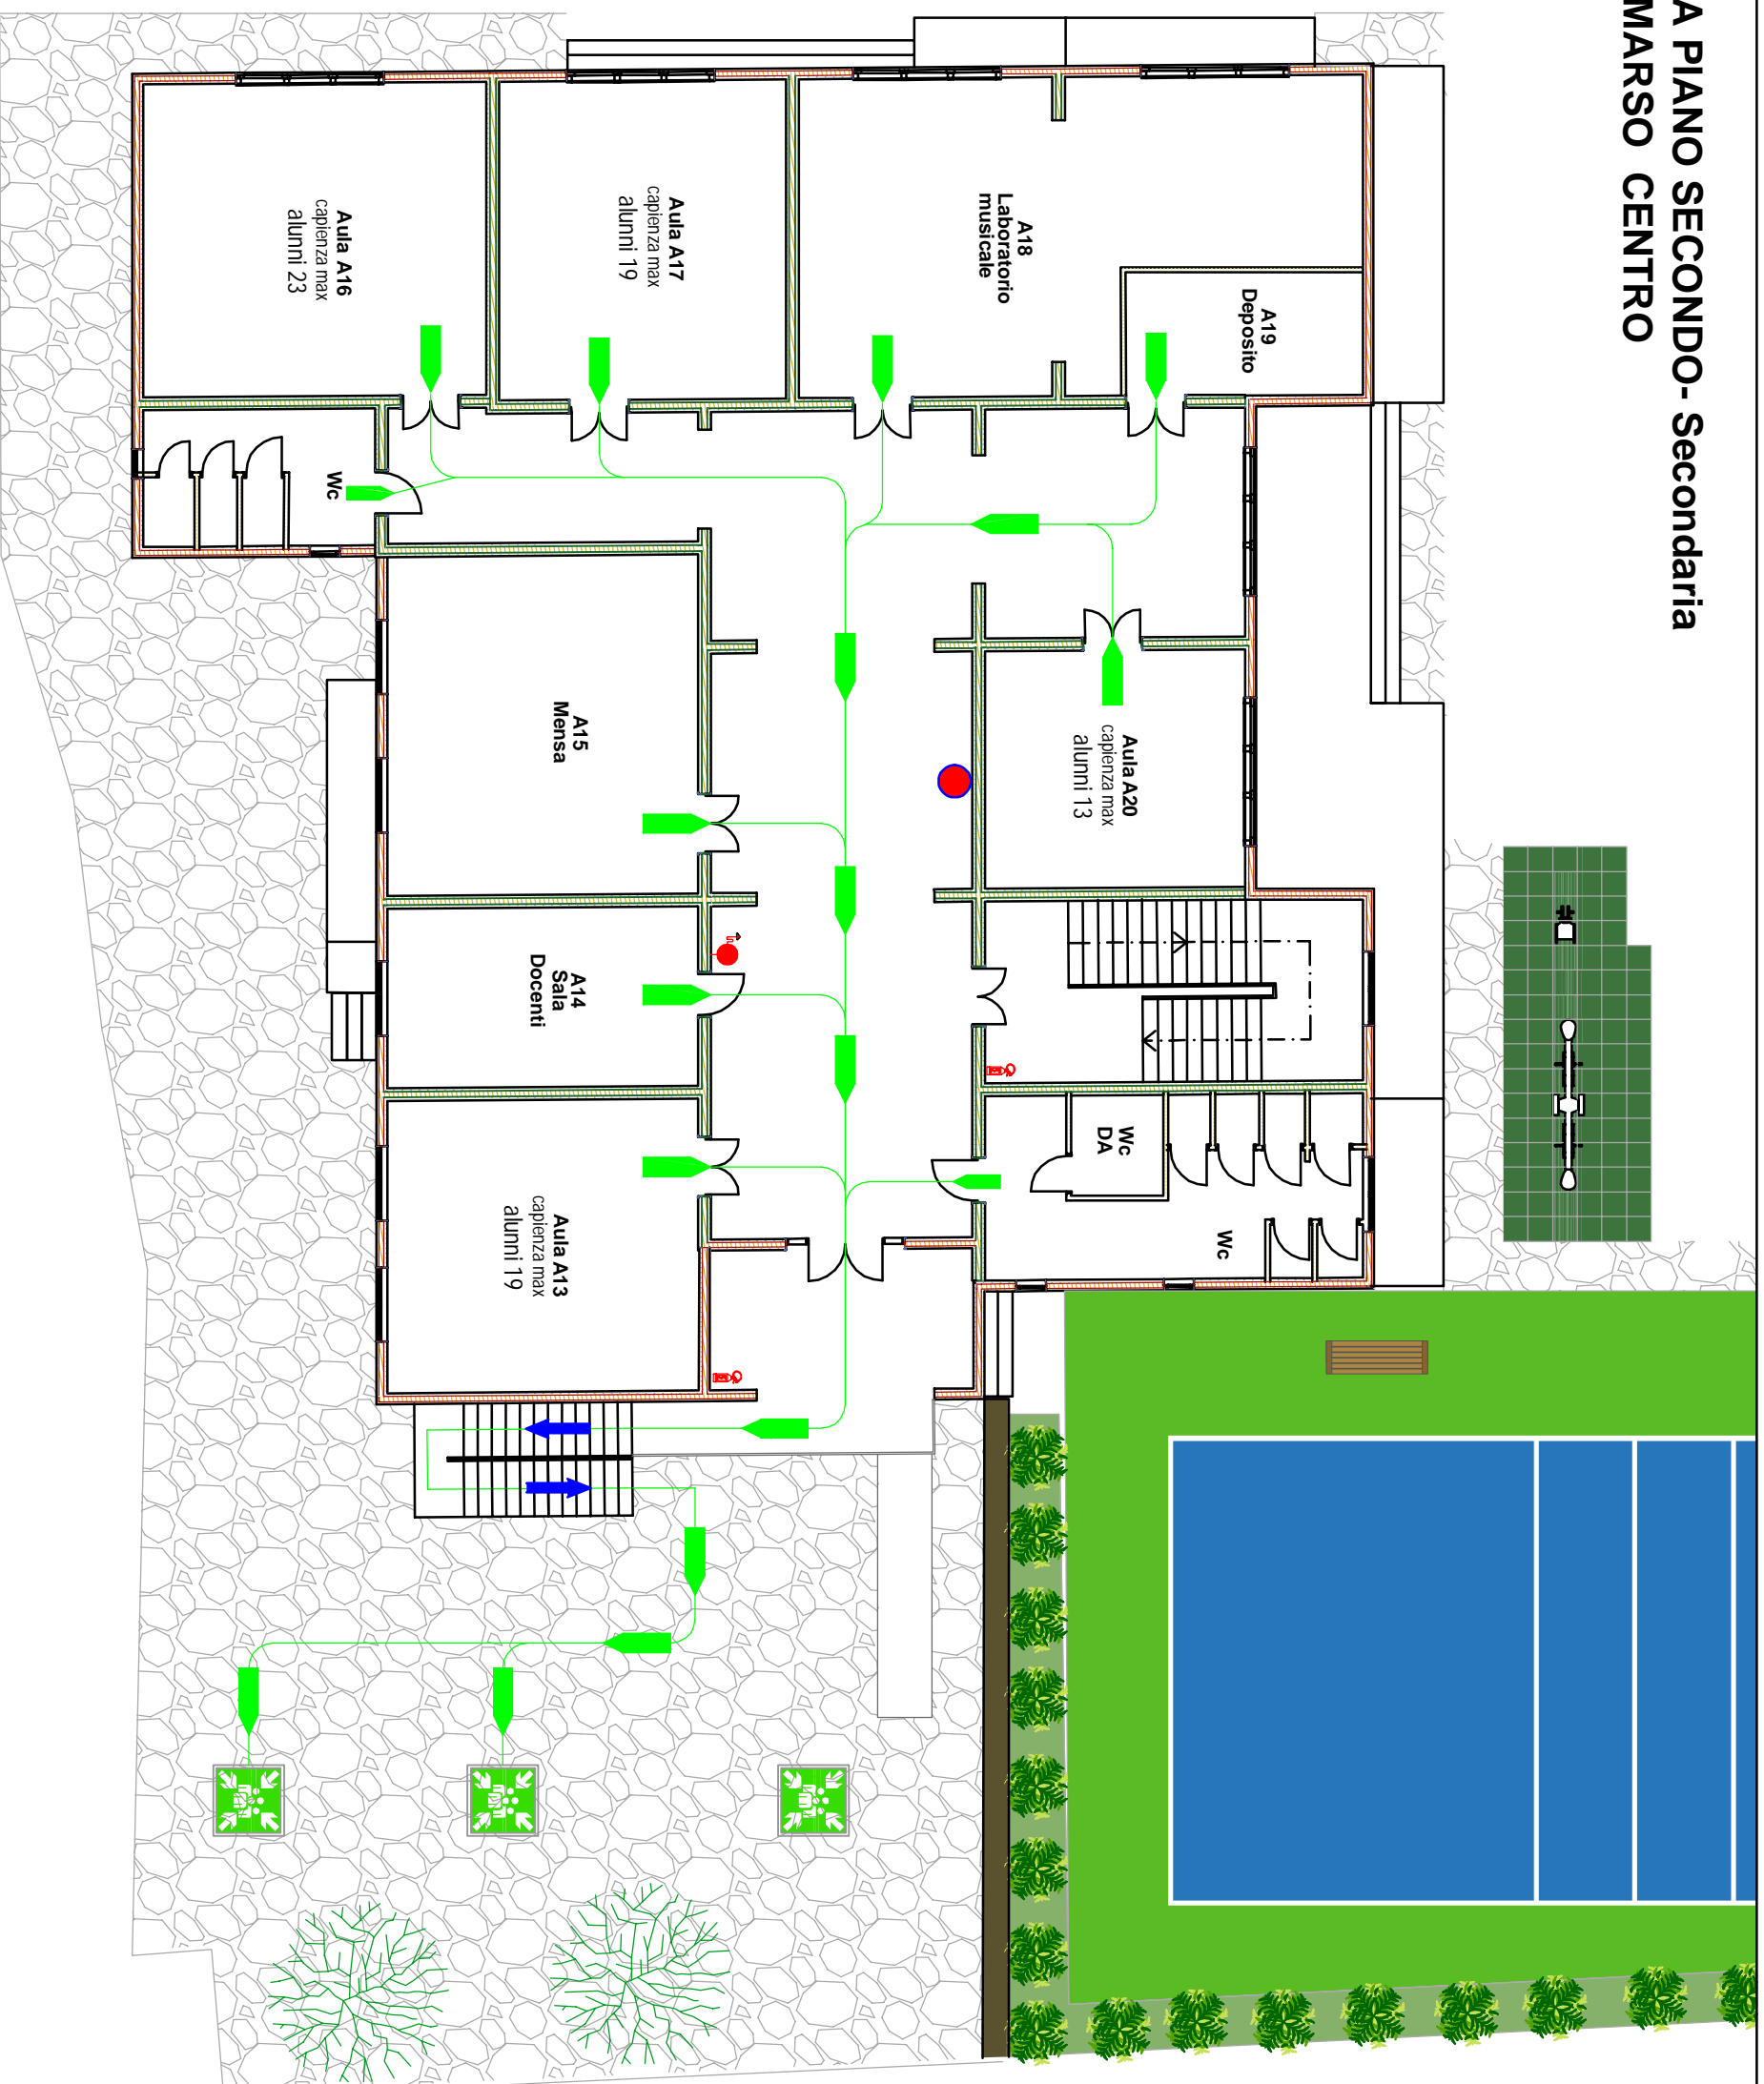 A PIANO SECONDO- Secondaria
MARSO CENTRO
A19
Deposito
Wc
Aula A20
capienza max
alunni 13
Wc
DA
A18
Laboratorio
musicale
Aula A17
capienza max
alunni 19
A15
Mensa
A14
Sala
Docenti
Aula A13
capienza max
alunni 19
Aula A16
capienza max
alunni 23
Wc